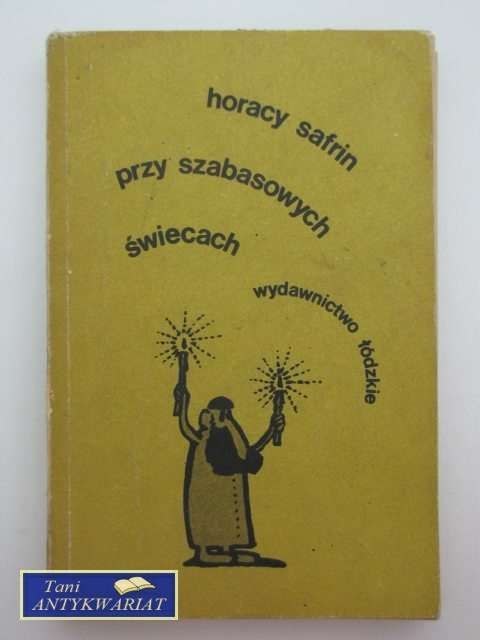 horacy safrin
przy szabasowych
świecach
wydawnictwo łódzkie
Tani
ANTYKWARIAT